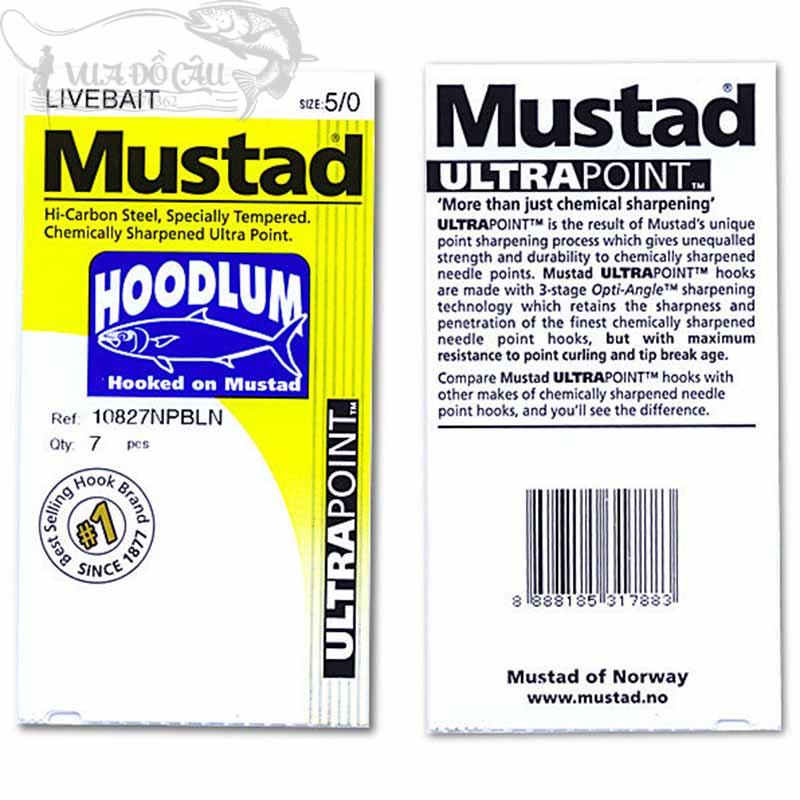 VUA ĐỒ CÂU
362
LIVEBAIT SIZE: 5/0
Mustad®
Hi-Carbon Steel, Specially Tempered.
Chemically Sharpened Ultra Point.
HOODLUM
Hooked on Mustad
Ref: 10827NPBLN
Qty: 7 pcs
Best Selling Hook Brand
#1
SINCE 1877
ULTRAPOINT™
Mustad®
ULTRAPOINT™
‘More than just chemical sharpening’
ULTRAPOINT™ is the result of Mustad's unique
point sharpening process which gives unequalled
strength and durability to chemically sharpened
needle points. Mustad ULTRAPOINT™ hooks
are made with 3-stage Opti-Angle™ sharpening
technology which retains the sharpness and
penetration of the finest chemically sharpened
needle point hooks, but with maximum
resistance to point curling and tip break age.
Compare Mustad ULTRAPOINT™ hooks with
other makes of chemically sharpened needle
point hooks, and you'll see the difference.
8 888185 317883
Mustad of Norway
www.mustad.no